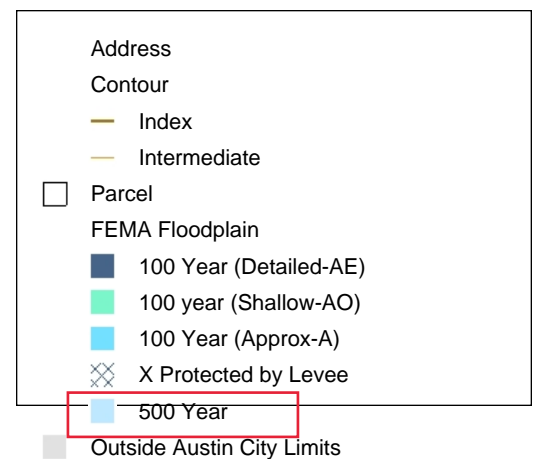 Address
Contour
Index
Intermediate
Parcel
FEMA Floodplain
100 Year (Detailed-AE)
100 year (Shallow-AO)
100 Year (Approx-A)
X Protected by Levee
500 Year
Outside Austin City Limits